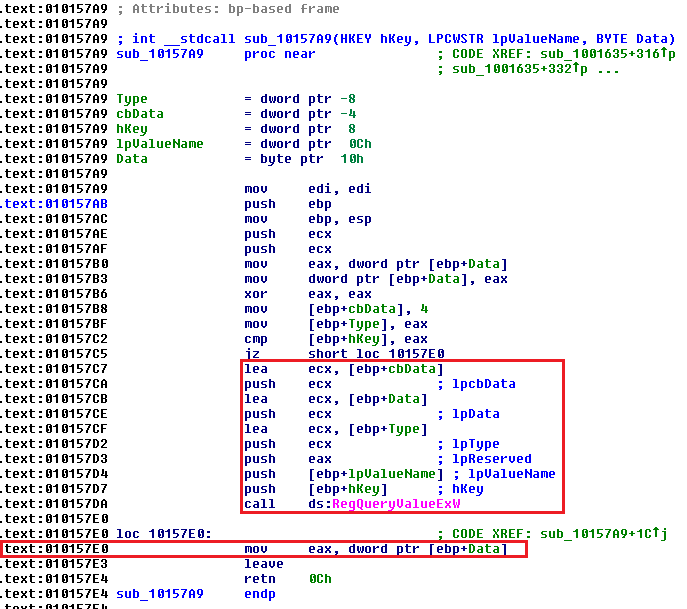 .text:010157A9 ; Attributes: bp-based frame
.text:010157A9
.text:010157A9 ; int __stdcall sub_10157A9(HKEY hKey, LPCWSTR lpValueName, BYTE Data)
.text:010157A9 sub_10157A9 proc near ; CODE XREF: sub_1001635+316↑p
.text:010157A9 ; sub_1001635+332↑p ...
.text:010157A9
.text:010157A9 Type = dword ptr -8
.text:010157A9 cbData = dword ptr -4
.text:010157A9 hKey = dword ptr 8
.text:010157A9 lpValueName = dword ptr 0Ch
.text:010157A9 Data = byte ptr 10h
.text:010157A9
.text:010157A9 mov edi, edi
.text:010157AB push ebp
.text:010157AC mov ebp, esp
.text:010157AE push ecx
.text:010157AF push ecx
.text:010157B0 mov eax, dword ptr [ebp+Data]
.text:010157B3 mov dword ptr [ebp+Data], eax
.text:010157B6 xor eax, eax
.text:010157B8 mov [ebp+cbData], 4
.text:010157BF mov [ebp+Type], eax
.text:010157C2 cmp [ebp+hKey], eax
.text:010157C5 jz short loc_10157E0
.text:010157C7 lea ecx, [ebp+cbData]
.text:010157CA push ecx ; lpcbData
.text:010157CB lea ecx, [ebp+Data]
.text:010157CE push ecx ; lpData
.text:010157CF lea ecx, [ebp+Type]
.text:010157D2 push ecx ; lpType
.text:010157D3 push eax ; lpReserved
.text:010157D4 push [ebp+lpValueName] ; lpValueName
.text:010157D7 push [ebp+hKey] ; hKey
.text:010157DA call ds:RegQueryValueExW
.text:010157E0
.text:010157E0 loc_10157E0: ; CODE XREF: sub_10157A9+1C↑j
.text:010157E0 mov eax, dword ptr [ebp+Data]
.text:010157E3 leave
.text:010157E4 retn 0Ch
.text:010157E4 sub_10157A9 endp
.text:010157E4